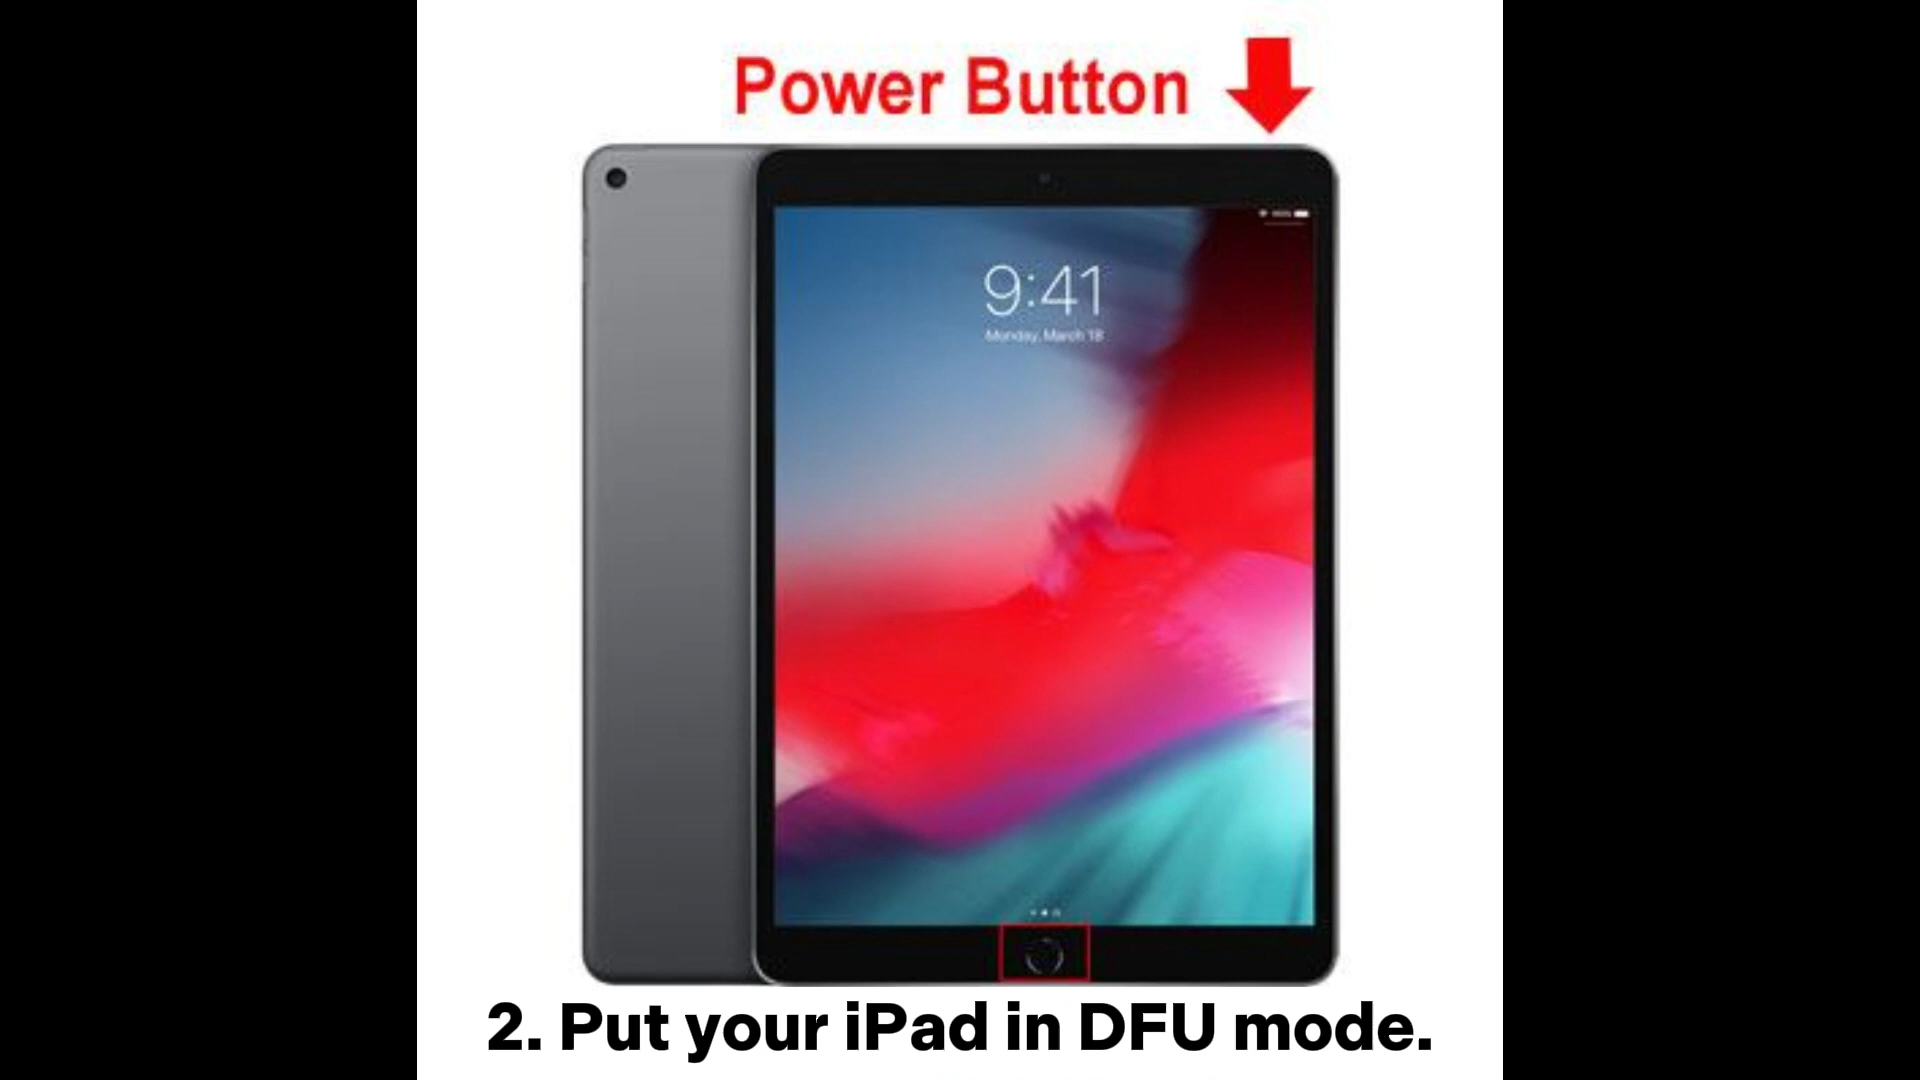 Power Button
9:41
Monday, March 18
2. Put your iPad in DFU mode.